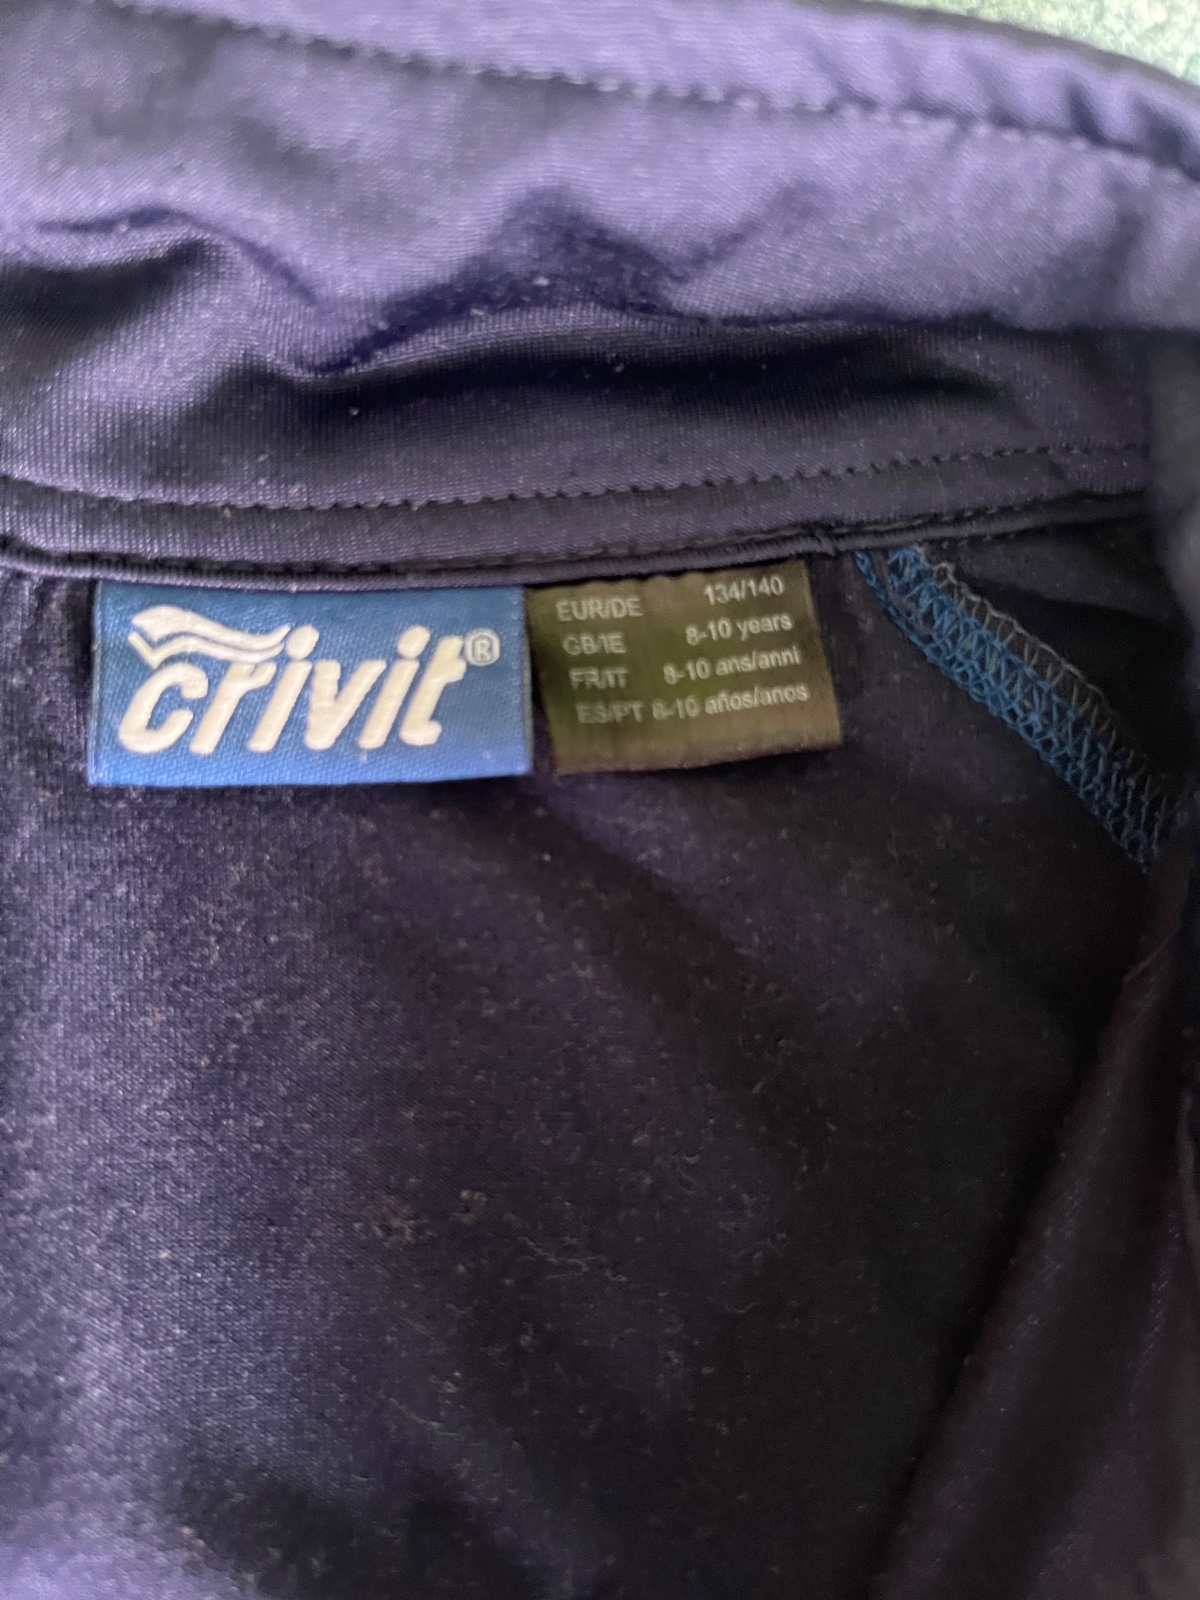 crivit®
EUR/DE 134/140
GB/IE 8-10 years
FR/IT 8-10 ans/anni
ES/PT 8-10 años/anos